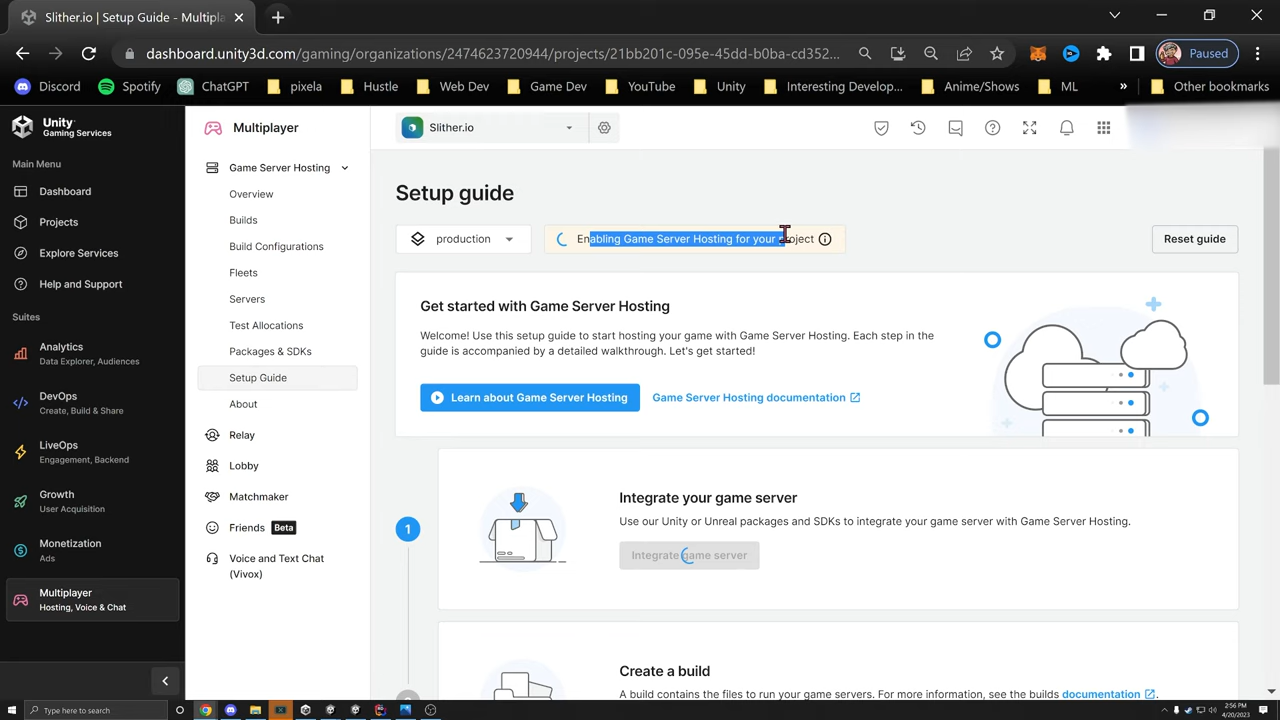 Slither.io | Setup Guide - Multipla
dashboard.unity3d.com/gaming/organizations/2474623720944/projects/21bb201c-095e-45dd-b0ba-cd352...
Paused
Discord
Spotify
ChatGPT
pixela
Hustle
Web Dev
Game Dev
YouTube
Unity
Interesting Develop...
Anime/Shows
ML
»
Other bookmarks
Unity
Gaming Services
Main Menu
Dashboard
Projects
Explore Services
Help and Support
Suites
Analytics
Data Explorer, Audiences
DevOps
Create, Build & Share
LiveOps
Engagement, Backend
Growth
User Acquisition
Monetization
Ads
Multiplayer
Hosting, Voice & Chat
Multiplayer
Game Server Hosting
Overview
Builds
Build Configurations
Fleets
Servers
Test Allocations
Packages & SDKs
Setup Guide
About
Relay
Lobby
Matchmaker
Friends Beta
Voice and Text Chat
(Vivox)
Slither.io
Setup guide
production
Enabling Game Server Hosting for your project
Reset guide
Get started with Game Server Hosting
Welcome! Use this setup guide to start hosting your game with Game Server Hosting. Each step in the
guide is accompanied by a detailed walkthrough. Let's get started!
Learn about Game Server Hosting
Game Server Hosting documentation
1
Integrate your game server
Use our Unity or Unreal packages and SDKs to integrate your game server with Game Server Hosting.
Integrate game server
Create a build
A build contains the files to run your game servers. For more information, see the builds documentation.
Type here to search
2:56 PM
4/20/2023